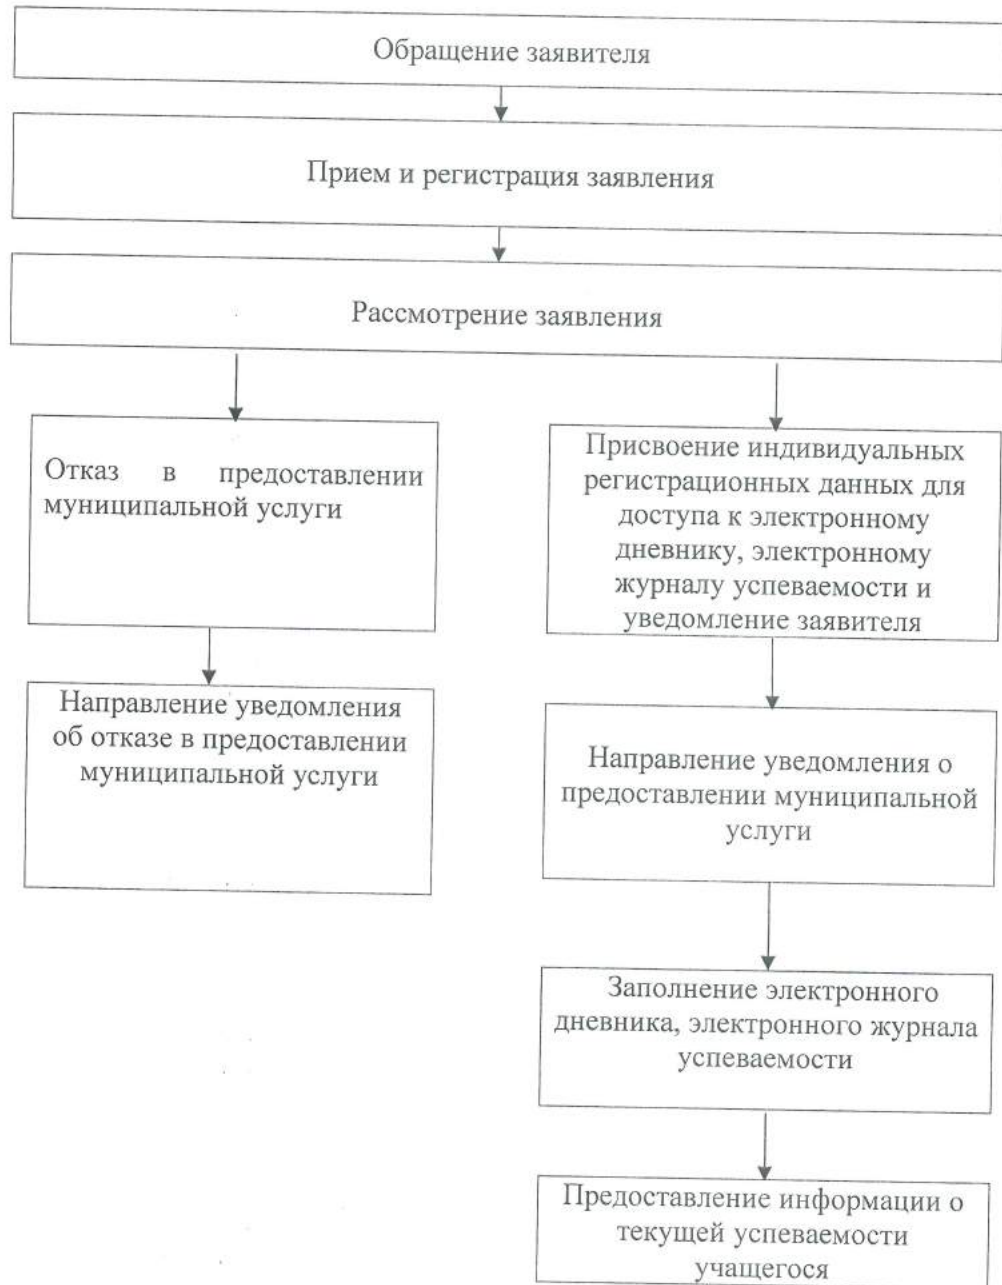 Обращение заявителя
Прием и регистрация заявления
Рассмотрение заявления
Отказ в предоставлении
муниципальной услуги
Направление уведомления
об отказе в предоставлении
муниципальной услуги
Присвоение индивидуальных
регистрационных данных для
доступа к электронному
дневнику, электронному
журналу успеваемости и
уведомление заявителя
Направление уведомления о
предоставлении муниципальной
услуги
Заполнение электронного
дневника, электронного журнала
успеваемости
Предоставление информации о
текущей успеваемости
учащегося